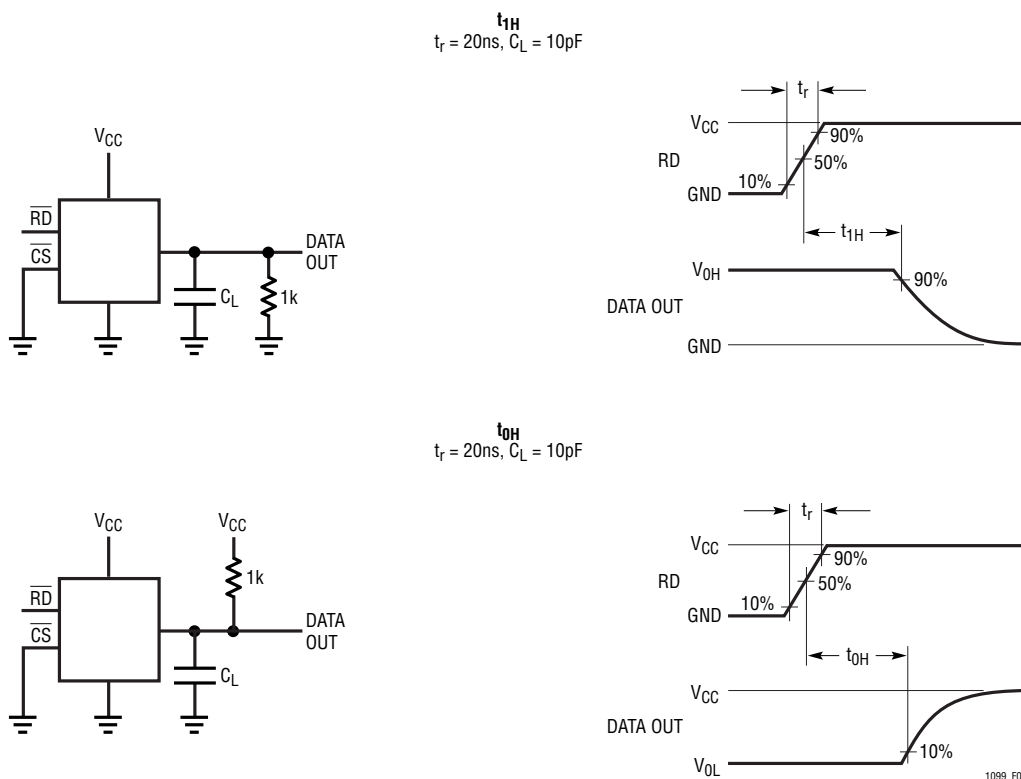 t1H
tr = 20ns, CL = 10pF
VCC
RD
CS
DATA
OUT
CL
1k
tr
VCC
90%
RD
50%
10%
GND
t1H
V0H
90%
DATA OUT
GND
t0H
tr = 20ns, CL = 10pF
VCC
VCC
1k
RD
CS
DATA
OUT
CL
tr
VCC
90%
RD
50%
10%
GND
t0H
VCC
DATA OUT
10%
V0L